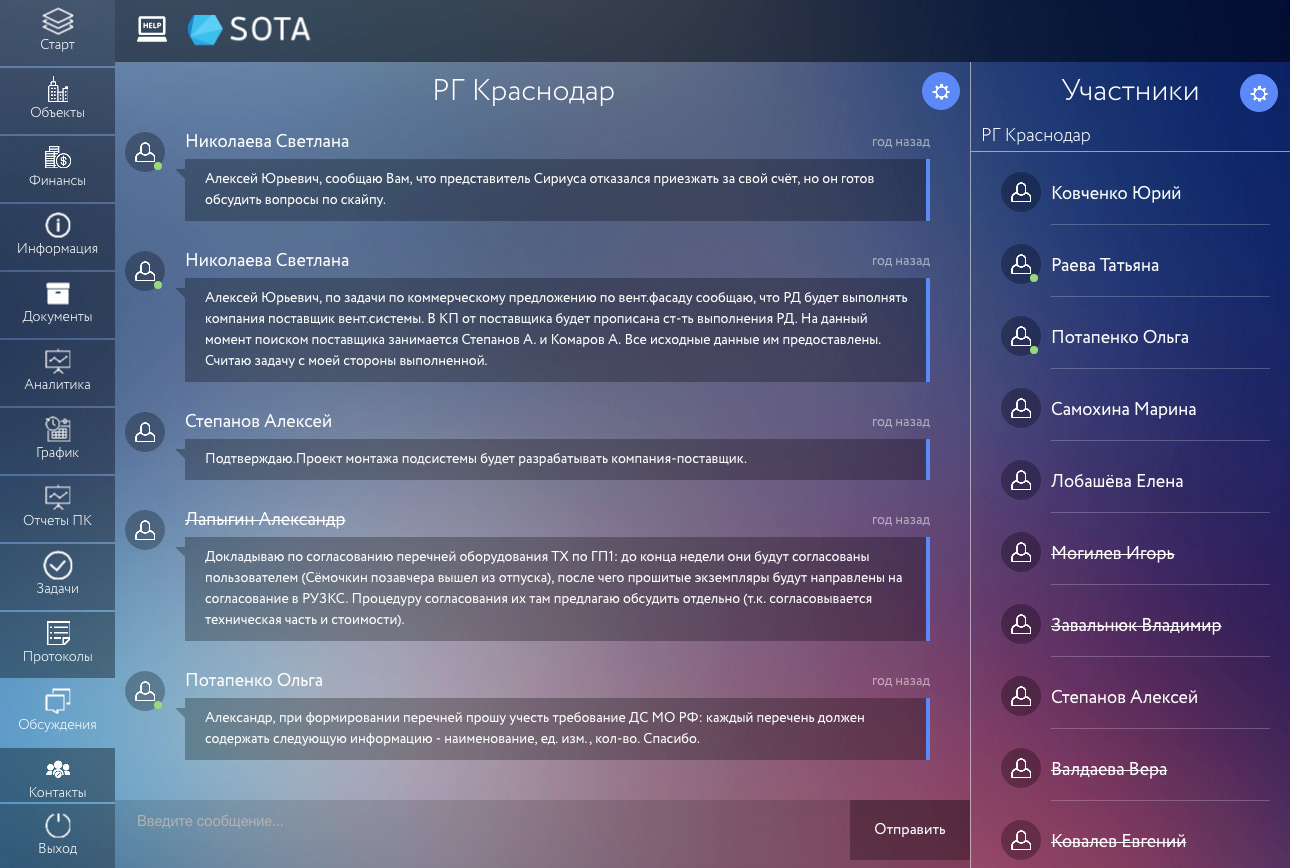 Старт
Объекты
Финансы
Информация
Документы
Аналитика
График
Отчеты ПК
Задачи
Протоколы
Обсуждения
Контакты
Выход
HELP
SOTA
РГ Краснодар
Николаева Светлана
год назад
Алексей Юрьевич, сообщаю Вам, что представитель Сириуса отказался приезжать за свой счёт, но он готов
обсудить вопросы по скайпу.
Николаева Светлана
год назад
Алексей Юрьевич, по задачи по коммерческому предложению по вент.фасаду сообщаю, что РД будет выполнять
компания поставщик вент.системы. В КП от поставщика будет прописана ст-ть выполнения РД. На данный
момент поиском поставщика занимается Степанов А. и Комаров А. Все исходные данные им предоставлены.
Считаю задачу с моей стороны выполненной.
Степанов Алексей
год назад
Подтверждаю.Проект монтажа подсистемы будет разрабатывать компания-поставщик.
Лапыгин Александр
год назад
Докладываю по согласованию перечней оборудования ТХ по ГП1: до конца недели они будут согласованы
пользователем (Сёмочкин позавчера вышел из отпуска), после чего прошитые экземпляры будут направлены на
согласование в РУЗКС. Процедуру согласования их там предлагаю обсудить отдельно (т.к. согласовывается
техническая часть и стоимости).
Потапенко Ольга
год назад
Александр, при формировании перечней прошу учесть требование ДС МО РФ: каждый перечень должен
содержать следующую информацию - наименование, ед. изм., кол-во. Спасибо.
Введите сообщение...
Отправить
Участники
РГ Краснодар
Ковченко Юрий
Раева Татьяна
Потапенко Ольга
Самохина Марина
Лобашёва Елена
Могилев Игорь
Завальнюк Владимир
Степанов Алексей
Валдаева Вера
Ковалев Евгений